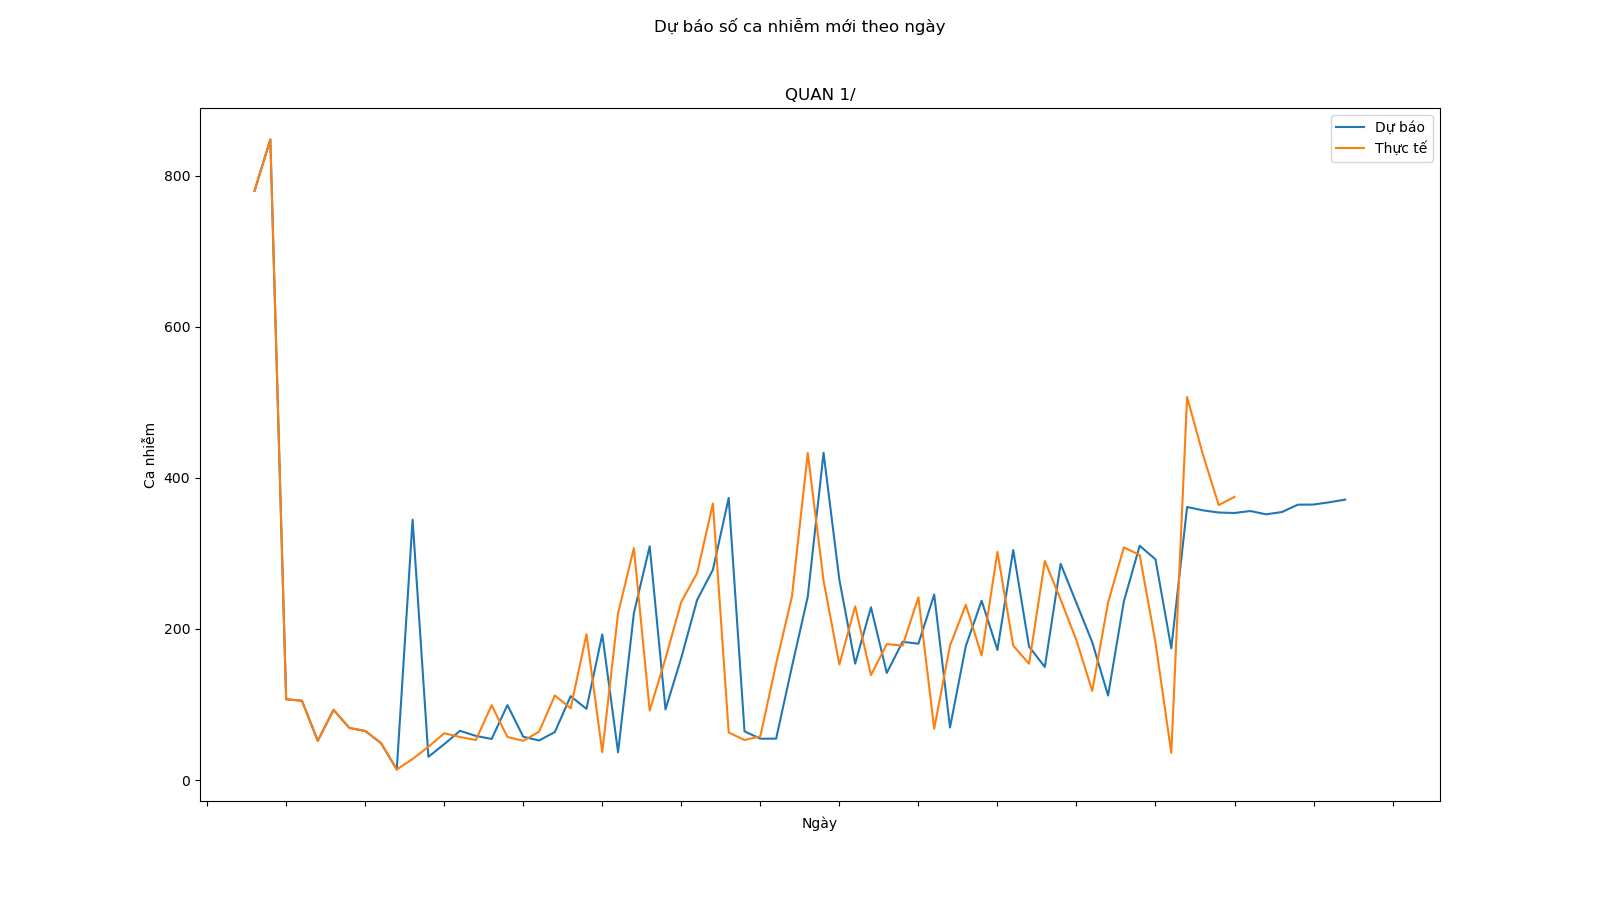 Dự báo số ca nhiễm mới theo ngày
QUAN 1/
Dự báo
Thực tế
800
600
400
200
0
Ca nhiễm
Ngày